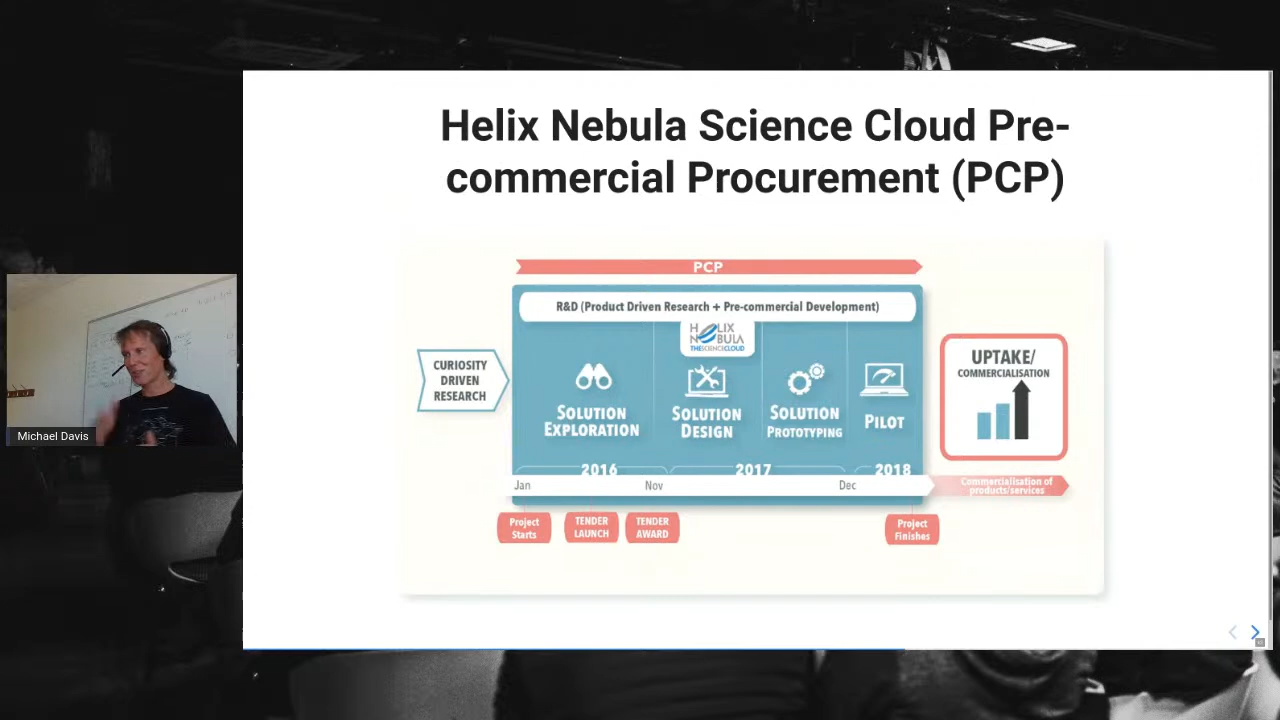 Helix Nebula Science Cloud Pre-
commercial Procurement (PCP)
PCP
R&D (Product Driven Research + Pre-commercial Development)
HELIX
NEBULA
THESCIENCECLOUD
CURIOSITY
DRIVEN
RESEARCH
SOLUTION
EXPLORATION
SOLUTION
DESIGN
SOLUTION
PROTOTYPING
PILOT
UPTAKE/
COMMERCIALISATION
2016
2017
2018
Jan
Nov
Dec
Commercialisation of
products/services
Project
Starts
TENDER
LAUNCH
TENDER
AWARD
Project
Finishes
Michael Davis